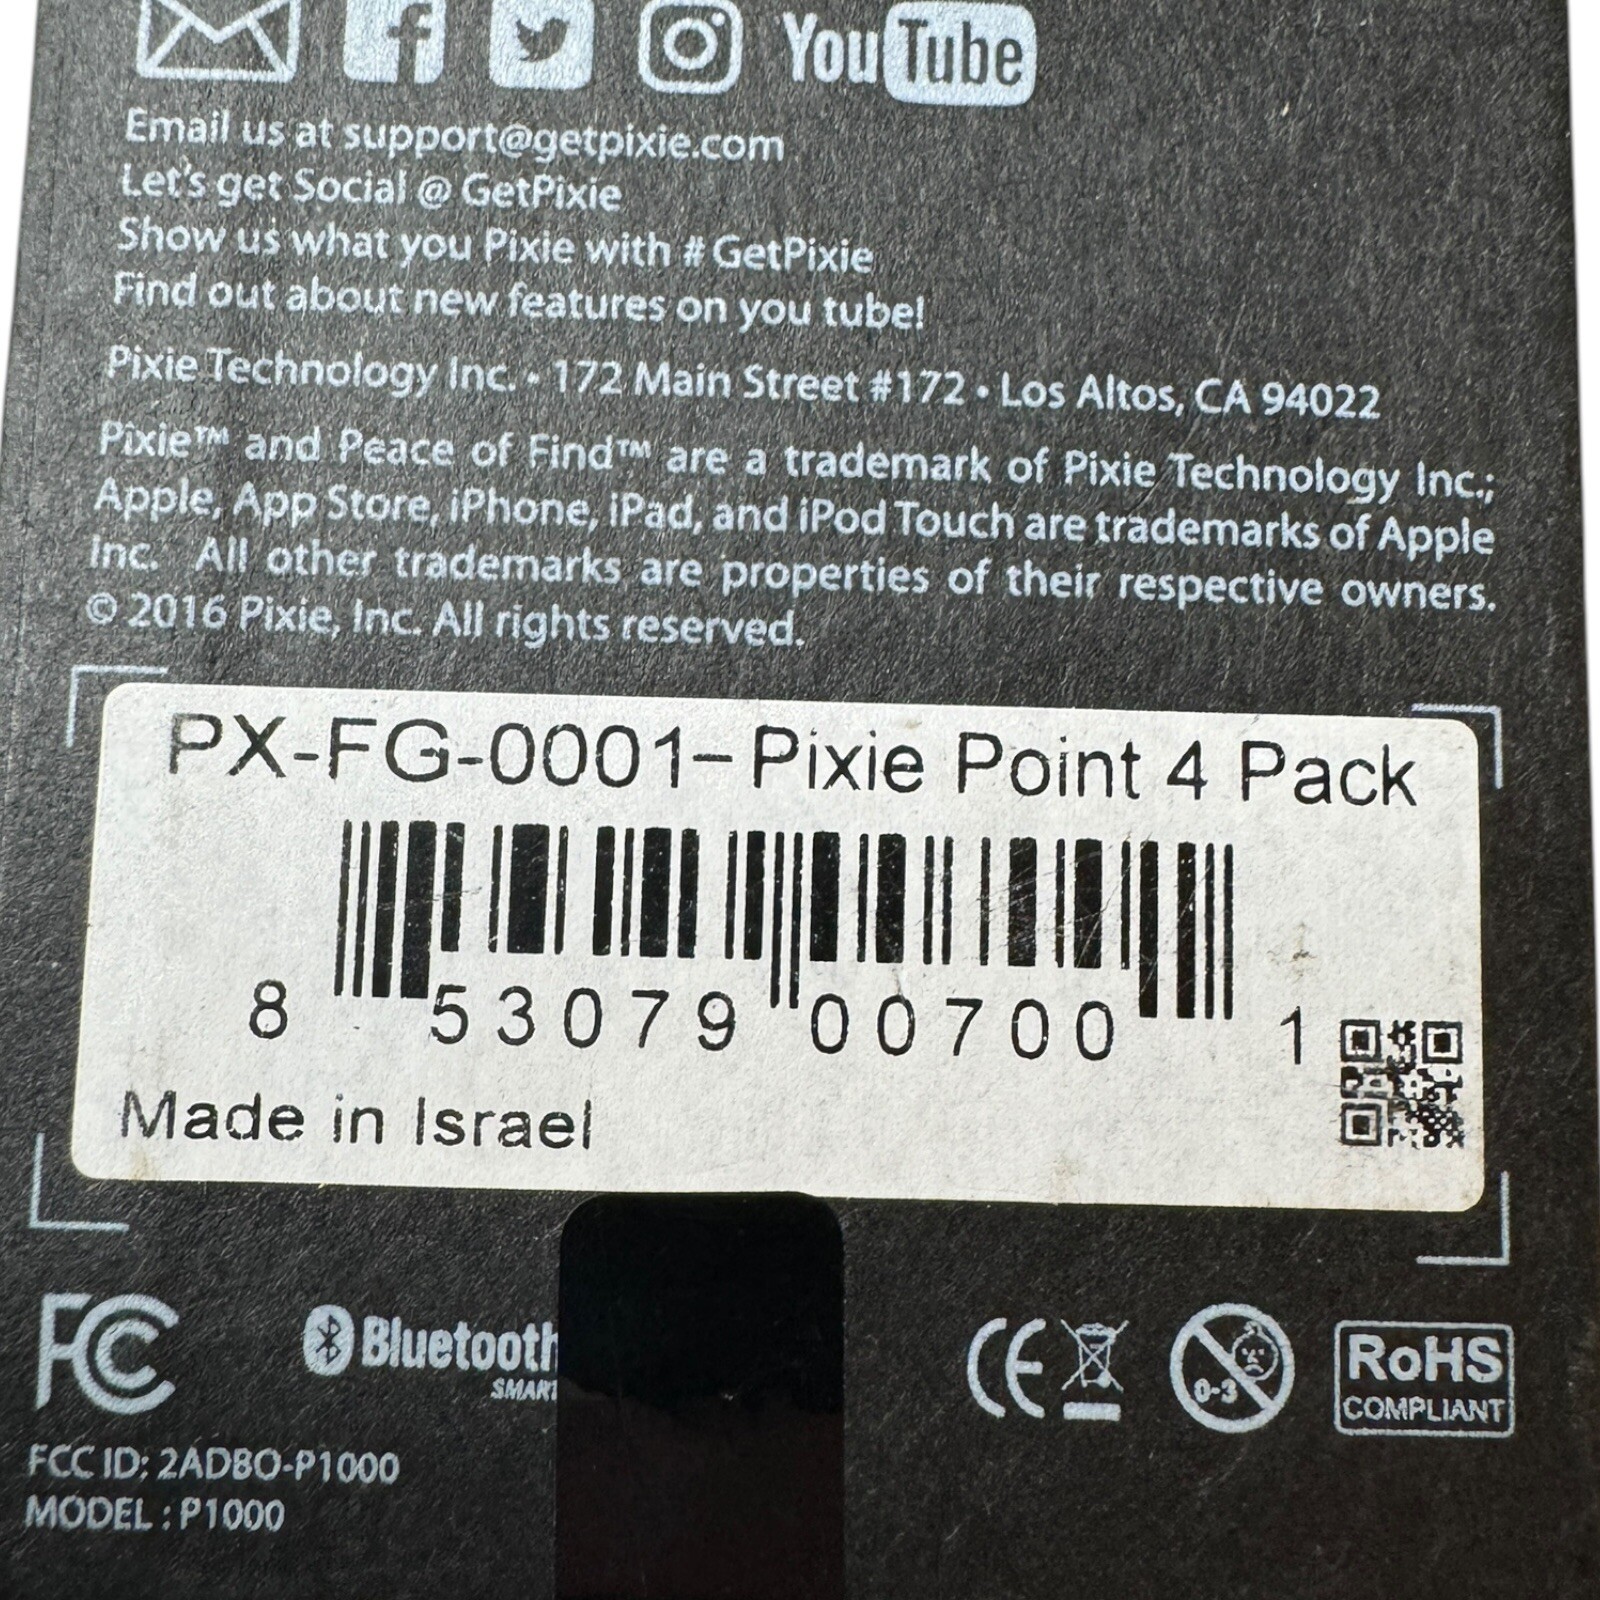 You Tube
Email us at support@getpixie.com
Let's get Social @ GetPixie
Show us what you Pixie with # GetPixie
Find out about new features on you tube!
Pixie Technology Inc. • 172 Main Street #172 • Los Altos, CA 94022
Pixie™ and Peace of Find™ are a trademark of Pixie Technology Inc.;
Apple, App Store, iPhone, iPad, and iPod Touch are trademarks of Apple
Inc. All other trademarks are properties of their respective owners.
© 2016 Pixie, Inc. All rights reserved.
PX-FG-0001–Pixie Point 4 Pack
8 53079 00700 1
Made in Israel
FC Bluetooth CE 0-3 RoHS
SMART COMPLIANT
FCC ID: 2ADBO-P1000
MODEL : P1000